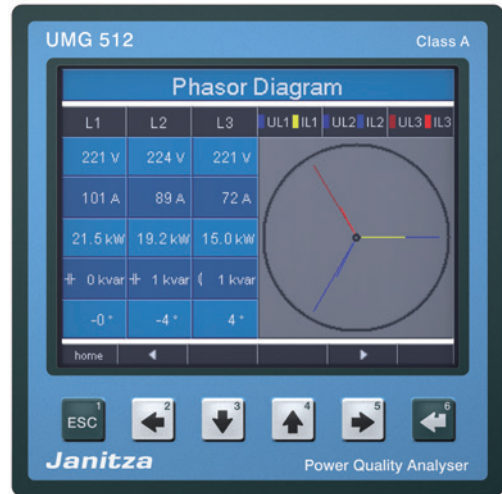 UMG 512 Class A
Phasor Diagram
L1 L2 L3 UL1 IL1 UL2 IL2 UL3 IL3
221 V 224 V 221 V
101 A 89 A 72 A
21.5 kW 19.2 kW 15.0 kW
0 kvar 1 kvar 1 kvar
-0 ° -4 ° 4 °
home
ESC 1 2 3 4 5 6
Janitza Power Quality Analyser